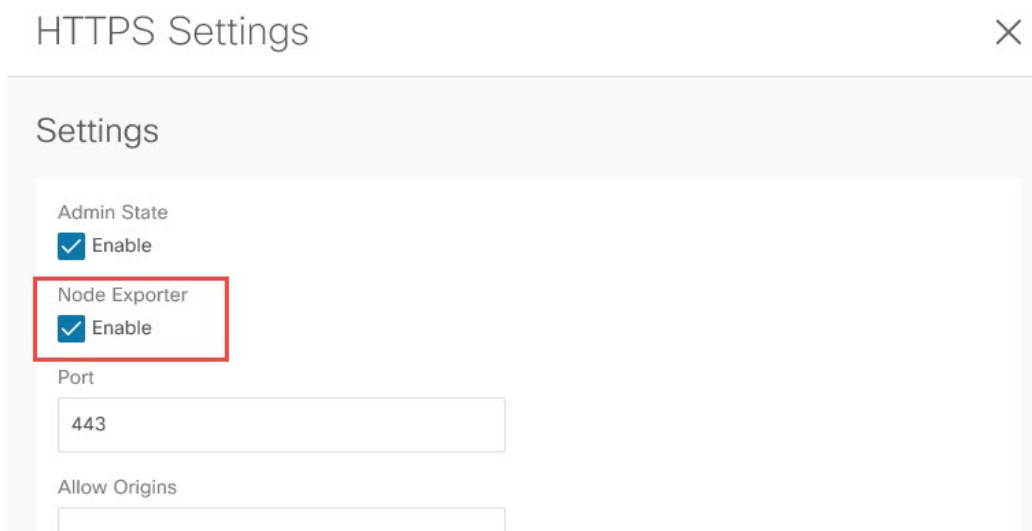 HTTPS Settings
Settings
Admin State
Enable
Node Exporter
Enable
Port
443
Allow Origins